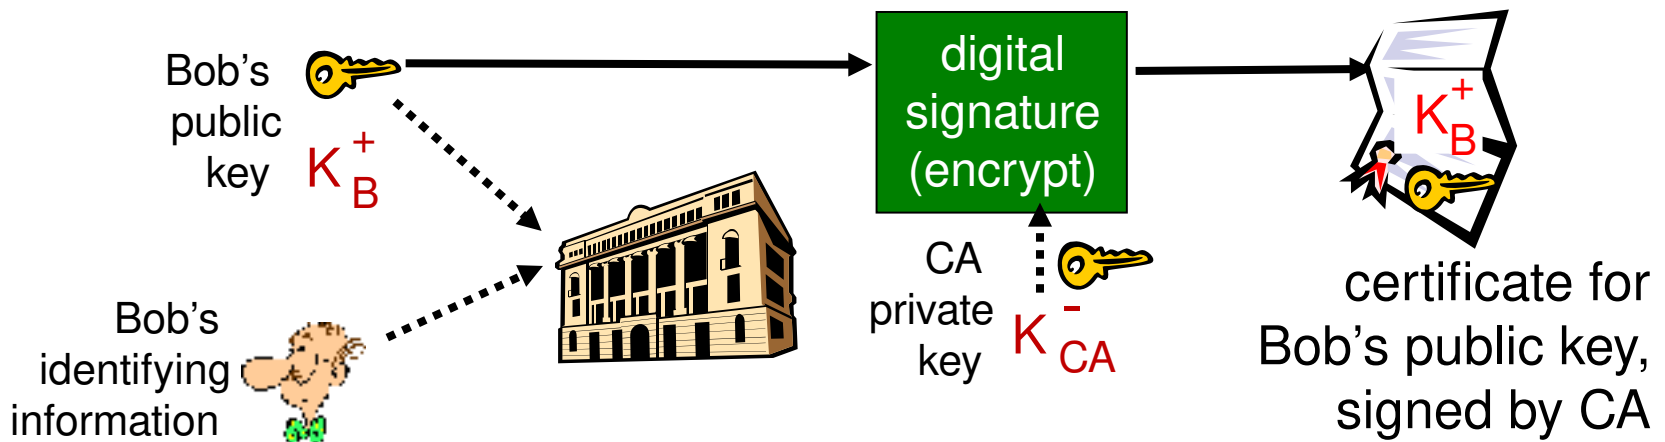 Bob's
public
key
K+B
digital
signature
(encrypt)
K+B
CA
private
key
K-CA
Bob's
identifying
information
certificate for
Bob's public key,
signed by CA